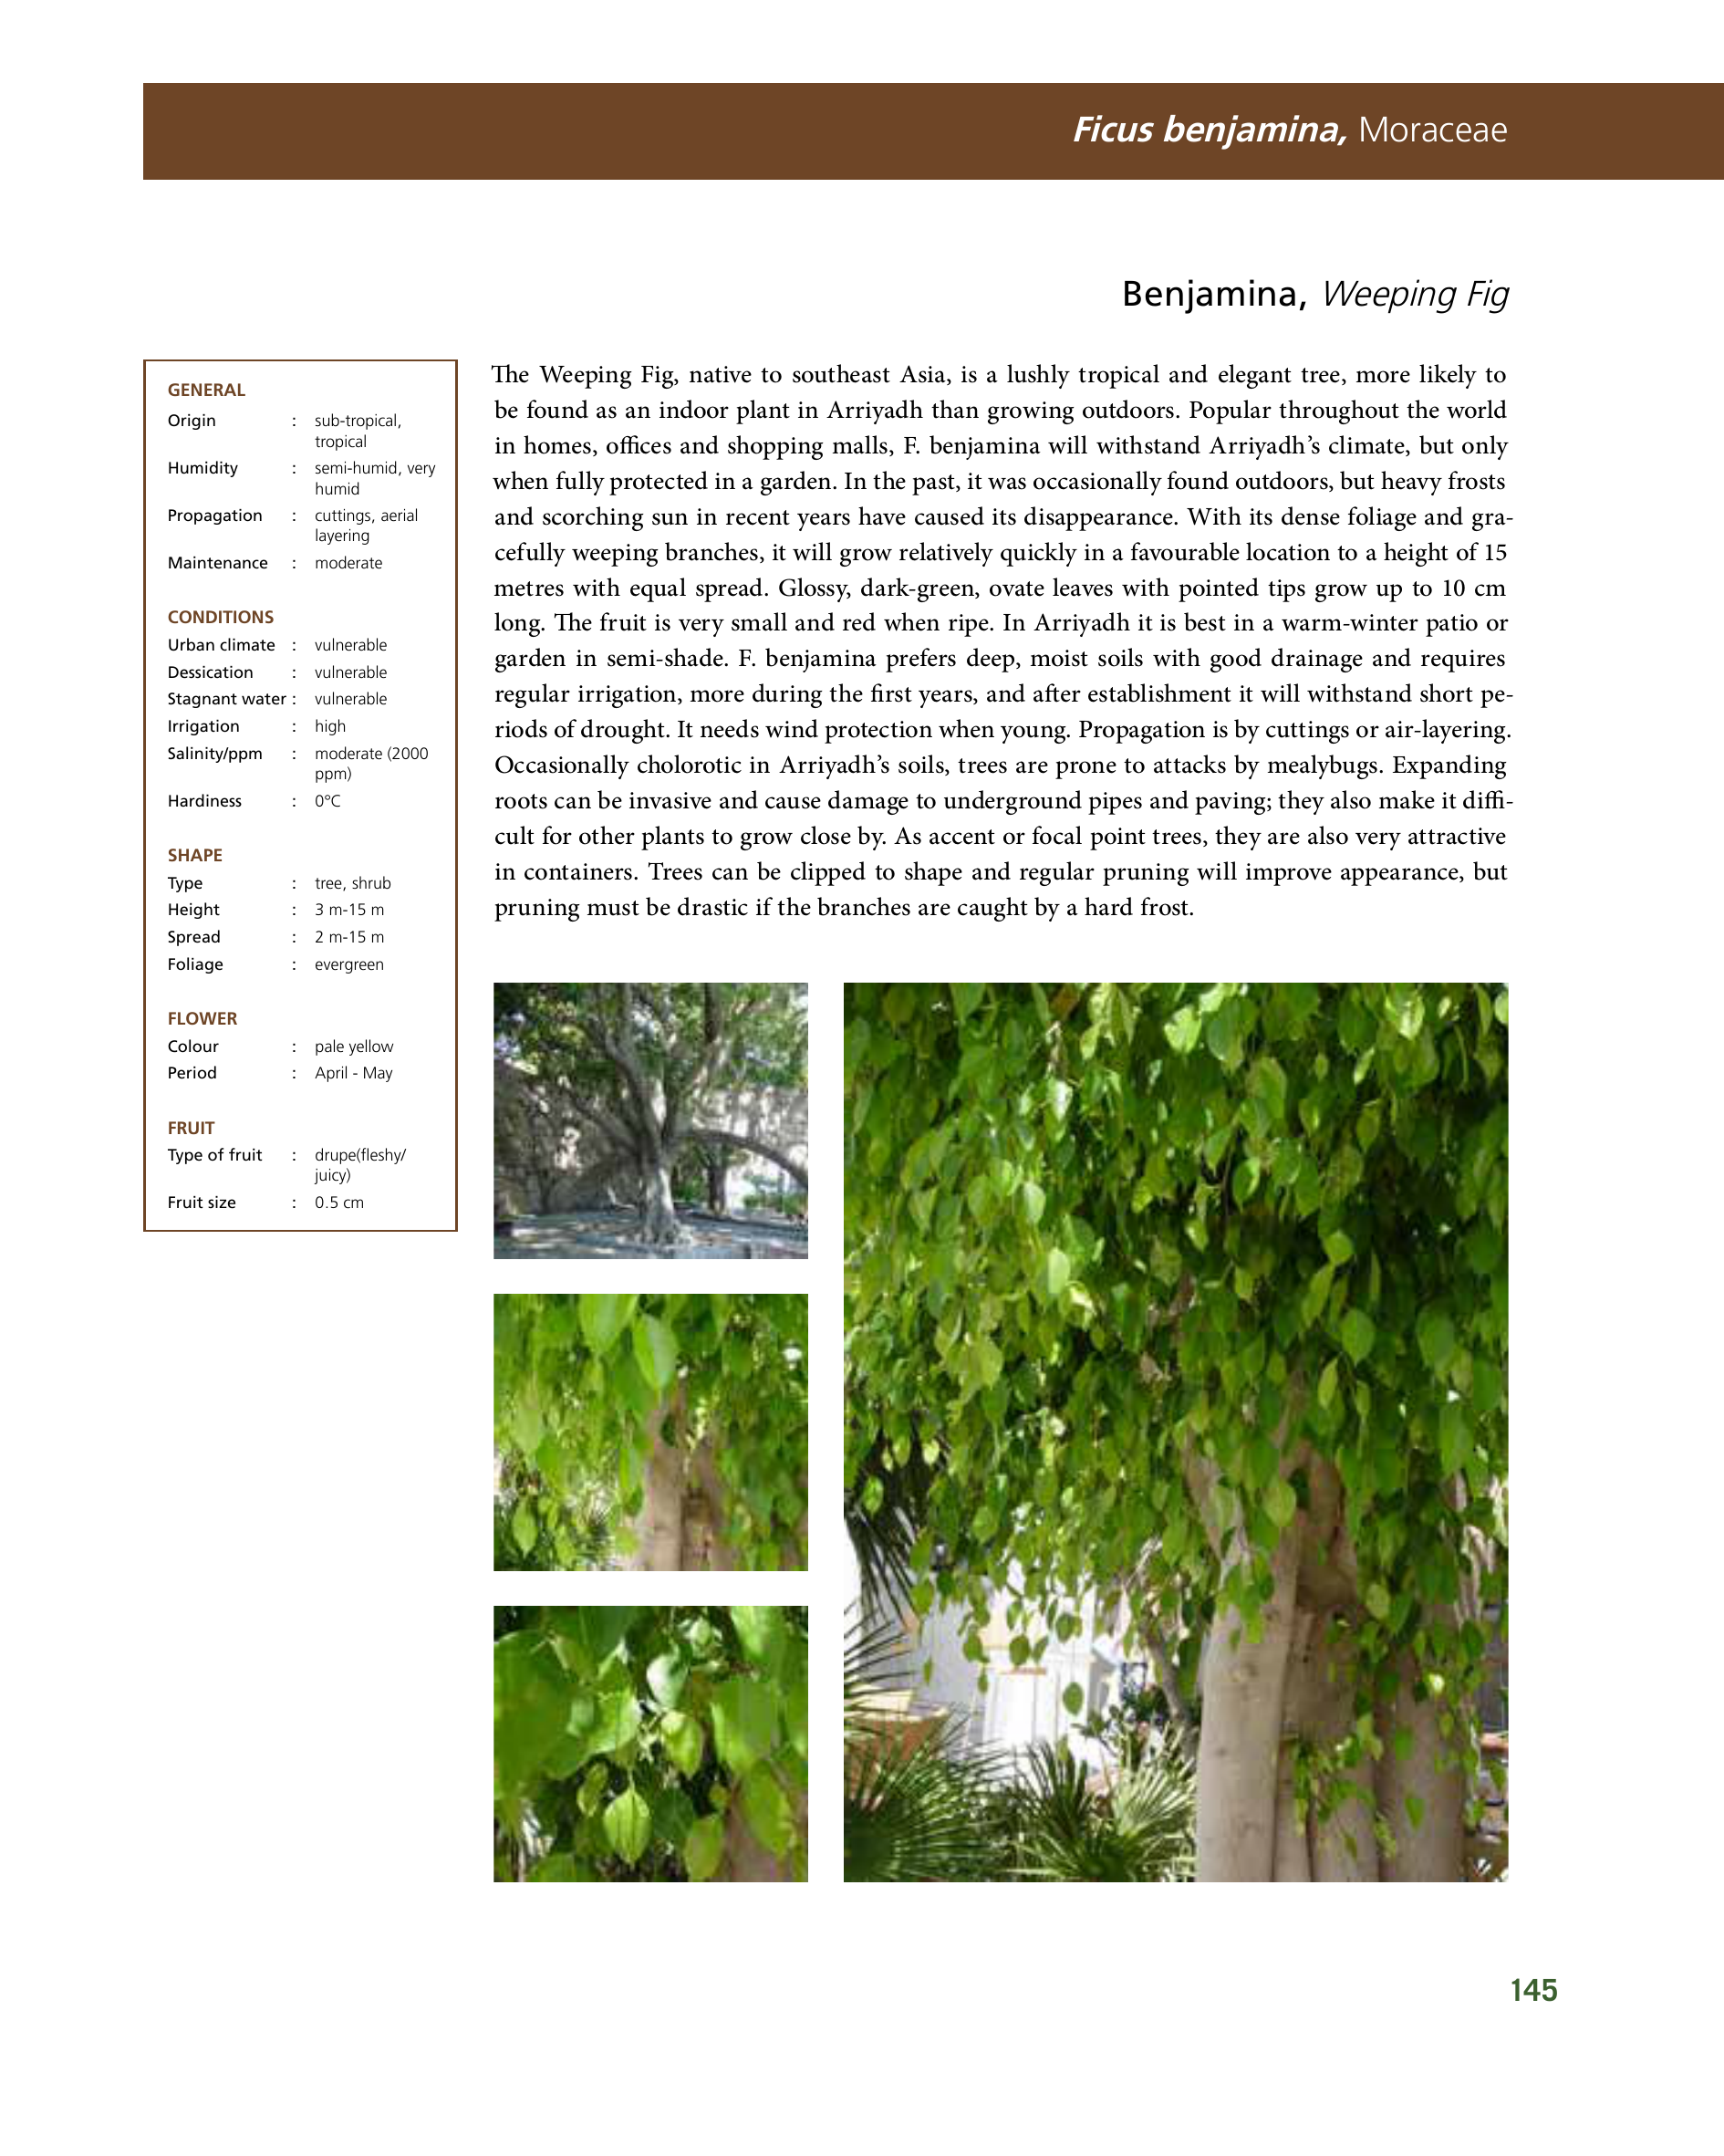 Ficus benjamina, Moraceae
Benjamina, Weeping Fig
GENERAL
Origin : sub-tropical,
tropical
Humidity : semi-humid, very
humid
Propagation : cuttings, aerial
layering
Maintenance : moderate
CONDITIONS
Urban climate : vulnerable
Dessication : vulnerable
Stagnant water : vulnerable
Irrigation : high
Salinity/ppm : moderate (2000
ppm)
Hardiness : 0°C
SHAPE
Type : tree, shrub
Height : 3 m-15 m
Spread : 2 m-15 m
Foliage : evergreen
FLOWER
Colour : pale yellow
Period : April - May
FRUIT
Type of fruit : drupe(fleshy/
juicy)
Fruit size : 0.5 cm
The Weeping Fig, native to southeast Asia, is a lushly tropical and elegant tree, more likely to
be found as an indoor plant in Arriyadh than growing outdoors. Popular throughout the world
in homes, offices and shopping malls, F. benjamina will withstand Arriyadh's climate, but only
when fully protected in a garden. In the past, it was occasionally found outdoors, but heavy frosts
and scorching sun in recent years have caused its disappearance. With its dense foliage and gra-
cefully weeping branches, it will grow relatively quickly in a favourable location to a height of 15
metres with equal spread. Glossy, dark-green, ovate leaves with pointed tips grow up to 10 cm
long. The fruit is very small and red when ripe. In Arriyadh it is best in a warm-winter patio or
garden in semi-shade. F. benjamina prefers deep, moist soils with good drainage and requires
regular irrigation, more during the first years, and after establishment it will withstand short pe-
riods of drought. It needs wind protection when young. Propagation is by cuttings or air-layering.
Occasionally cholorotic in Arriyadh's soils, trees are prone to attacks by mealybugs. Expanding
roots can be invasive and cause damage to underground pipes and paving; they also make it diffi-
cult for other plants to grow close by. As accent or focal point trees, they are also very attractive
in containers. Trees can be clipped to shape and regular pruning will improve appearance, but
pruning must be drastic if the branches are caught by a hard frost.
145